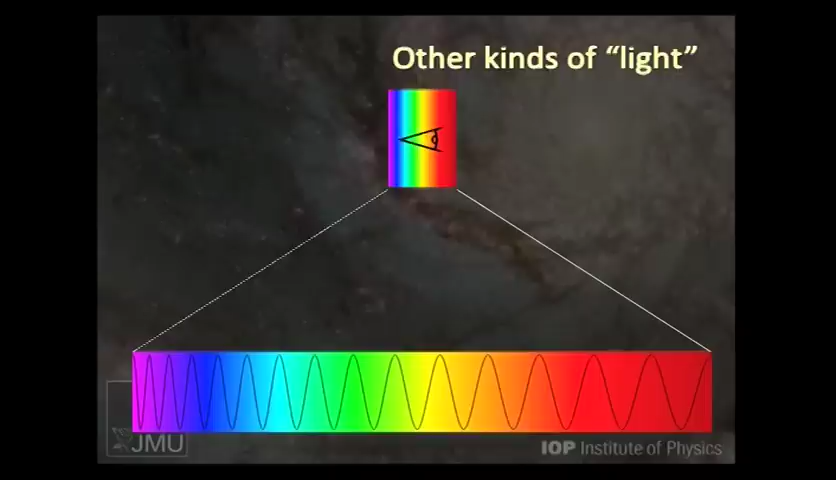 Other kinds of “light”
JMU
IOP Institute of Physics